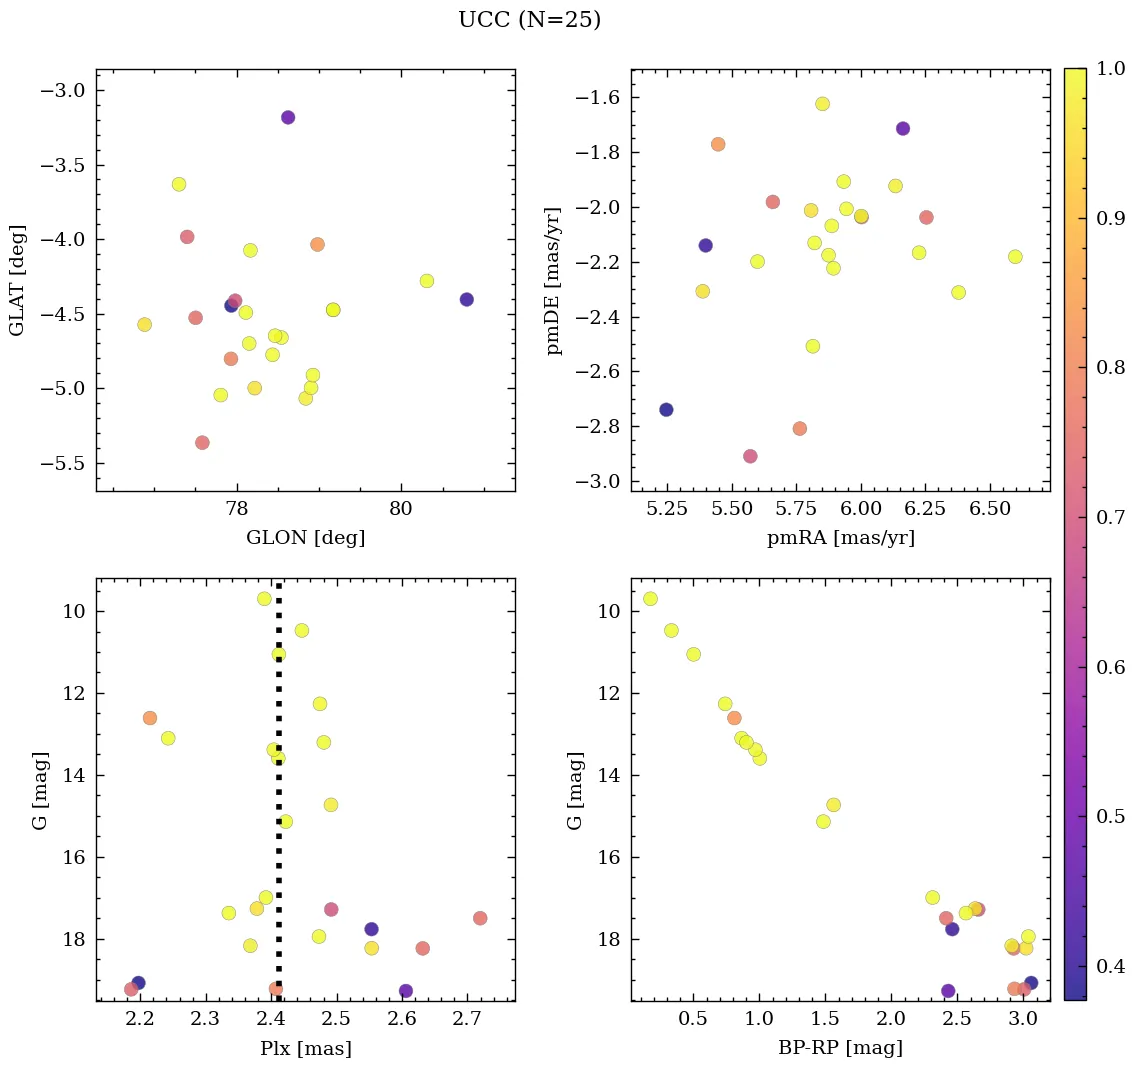 UCC (N=25)
−3.0
−3.5
−4.0
−4.5
−5.0
−5.5
GLAT [deg]
78 80
GLON [deg]
−1.6
−1.8
−2.0
−2.2
−2.4
−2.6
−2.8
−3.0
pmDE [mas/yr]
5.25 5.50 5.75 6.00 6.25 6.50
pmRA [mas/yr]
10
12
14
16
18
G [mag]
2.2 2.3 2.4 2.5 2.6 2.7
Plx [mas]
10
12
14
16
18
G [mag]
0.5 1.0 1.5 2.0 2.5 3.0
BP-RP [mag]
1.0
0.9
0.8
0.7
0.6
0.5
0.4